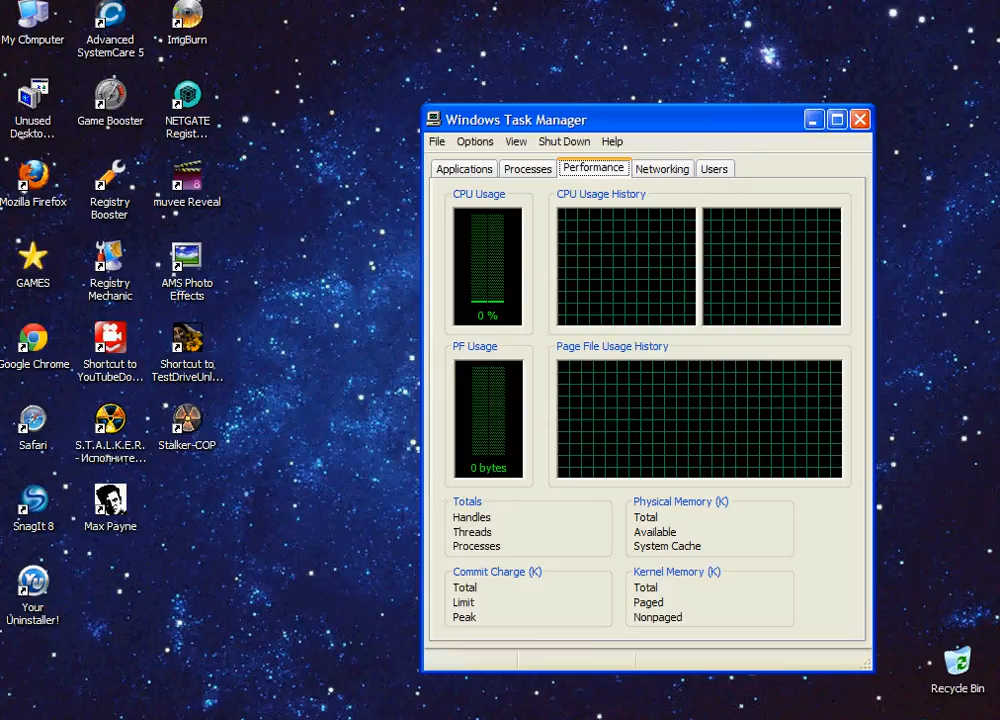 My Computer
Advanced
SystemCare 5
ImgBurn
Unused
Deskto...
Game Booster
NETGATE
Regist...
Mozilla Firefox
Registry
Booster
8
muvee Reveal
GAMES
Registry
Mechanic
AMS Photo
Effects
Google Chrome
Shortcut to
YouTubeDo...
Shortcut to
TestDriveUnl...
Safari
S.T.A.L.K.E.R.
- Исполните...
Stalker-COP
SnagIt 8
Max Payne
Yu
Your
Uninstaller!
Recycle Bin
Windows Task Manager
File Options View Shut Down Help
Applications Processes Performance Networking Users
CPU Usage
CPU Usage History
0 %
PF Usage
Page File Usage History
0 bytes
Totals
Handles
Threads
Processes
Physical Memory (K)
Total
Available
System Cache
Commit Charge (K)
Total
Limit
Peak
Kernel Memory (K)
Total
Paged
Nonpaged